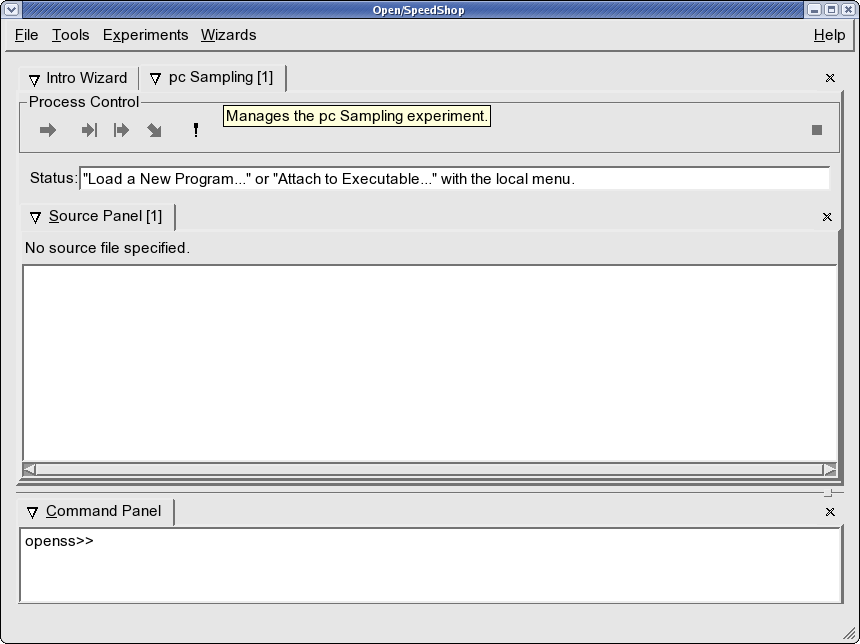 Open/SpeedShop
File Tools Experiments Wizards Help
Intro Wizard pc Sampling [1]
Process Control
Manages the pc Sampling experiment.
Status: "Load a New Program..." or "Attach to Executable..." with the local menu.
Source Panel [1]
No source file specified.
Command Panel
openss>>